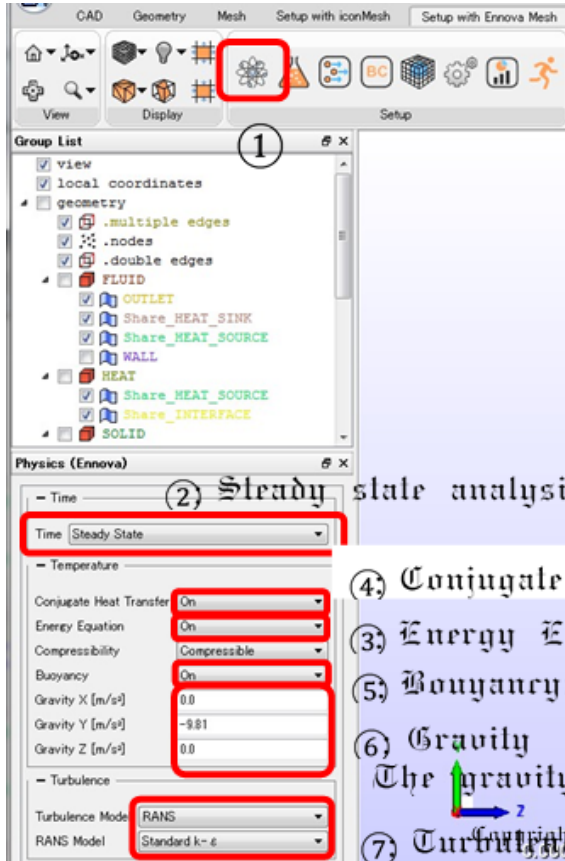 CAD Geometry Mesh Setup with iconMesh Setup with Ennova Mesh
BC
View Display Setup
①
Group List
view
local coordinates
geometry
.multiple edges
.nodes
.double edges
FLUID
OUTLET
Share_HEAT_SINK
Share_HEAT_SOURCE
WALL
HEAT
Share_HEAT_SOURCE
Share_INTERFACE
SOLID
Physics (Ennova)
② ; Steady state analysi
Time
Time Steady State
Temperature
④ ; Conjugate
Conjugate Heat Transfer On
③ ; Energy E
Energy Equation On
Compressibility Compressible
⑤ ; Bouyancy
Buoyancy On
Gravity X [m/s²] 0.0
⑥ ; Gravity
Gravity Y [m/s²] -9.81
The gravity
Gravity Z [m/s²] 0.0
Turbulence
Z
Turbulence Mode RANS
⑦ ;
RANS Model Standard k-ε